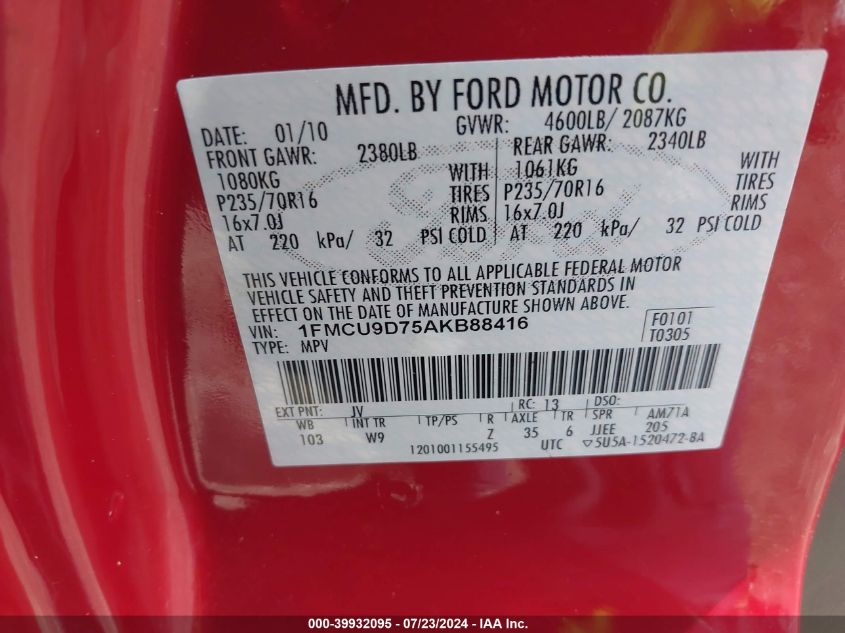 MFD. BY FORD MOTOR CO.
DATE: 01/10 GVWR: 4600LB/ 2087KG
FRONT GAWR: 2380LB REAR GAWR: 2340LB
1080KG WITH 1061KG WITH
P235/70R16 TIRES P235/70R16 TIRES
16x7.0J RIMS 16x7.0J RIMS
AT 220 kPa/ 32 PSI COLD AT 220 kPa/ 32 PSI COLD
THIS VEHICLE CONFORMS TO ALL APPLICABLE FEDERAL MOTOR
VEHICLE SAFETY AND THEFT PREVENTION STANDARDS IN
EFFECT ON THE DATE OF MANUFACTURE SHOWN ABOVE.
VIN: 1FMCU9D75AKB88416 F0101
TYPE: MPV T0305
EXT PNT: JV RC: 13 DSO:
WB INT TR TP/PS R AXLE TR SPR AM71A
103 W9 Z 35 6 JJEE 205
1201001155495 UTC ▽5U5A-1520472-BA
000-39932095 / 07/23/2024 - IAA Inc.